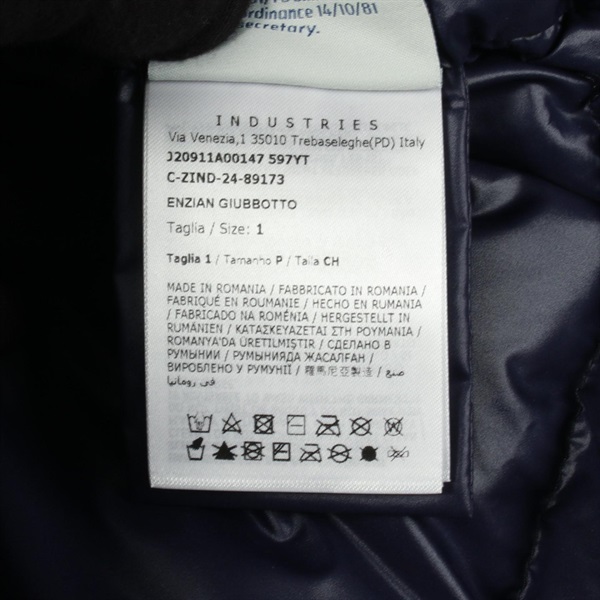 ordinance 14/10/81
secretary.
INDUSTRIES
Via Venezia,1 35010 Trebaseleghe(PD) Italy
J20911A00147 597YT
C-ZIND-24-89173
ENZIAN GIUBBOTTO
Taglia / Size: 1
Taglia 1 / Tamanho P / Talla CH
MADE IN ROMANIA / FABBRICATO IN ROMANIA /
FABRIQUÉ EN ROUMANIE / HECHO EN RUMANIA
/ FABRICADO NA ROMÉNIA / HERGESTELLT IN
RUMÄNIEN / ΚΑΤΑΣΚΕΥΑΖΕΤΑΙ ΣΤΗ ΡΟΥΜΑΝΙΑ /
ROMANYA'DA ÜRETILMIŞTIR / СДЕЛАНО В
РУМЫНИИ / РУМЫНИЯДА ЖАСАЛҒАН /
ВИРОБЛЕНО У РУМУНІЇ / 羅馬尼亞製造 / صنع
في رومانيا